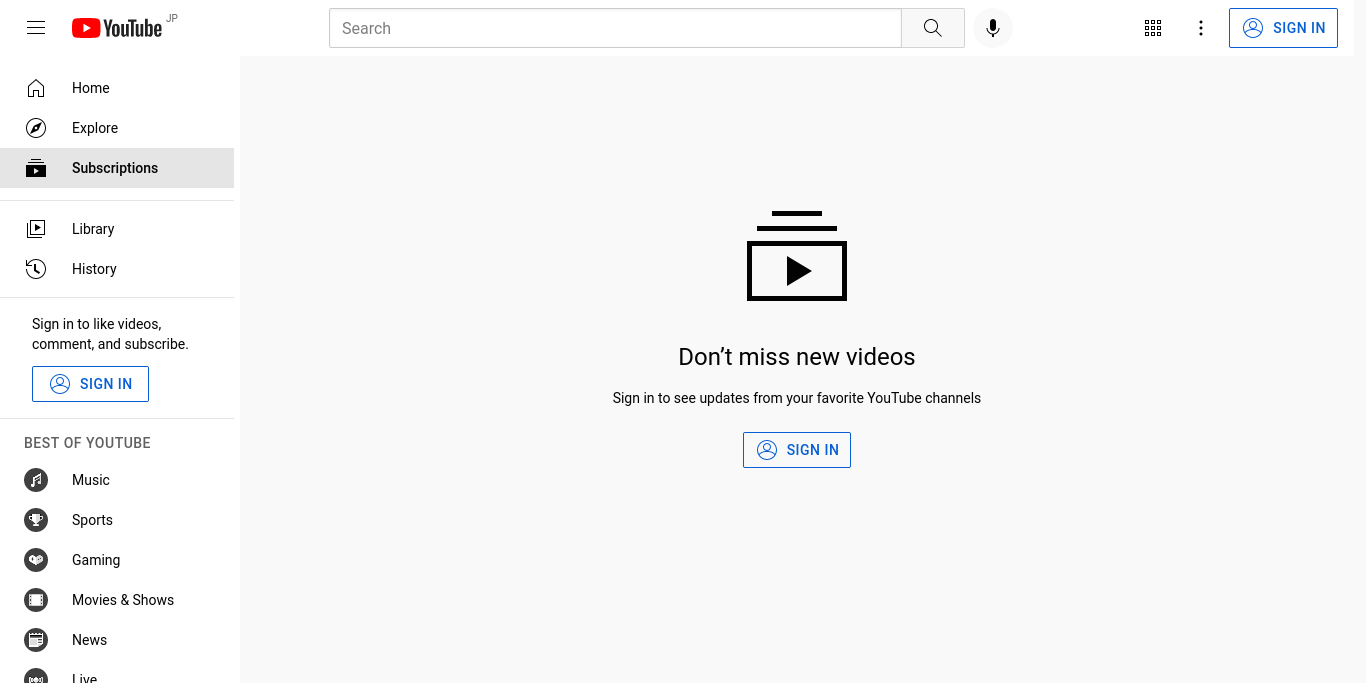 YouTube JP
Search
SIGN IN
Home
Explore
Subscriptions
Library
History
Sign in to like videos,
comment, and subscribe.
SIGN IN
BEST OF YOUTUBE
Music
Sports
Gaming
Movies & Shows
News
Live
Don’t miss new videos
Sign in to see updates from your favorite YouTube channels
SIGN IN